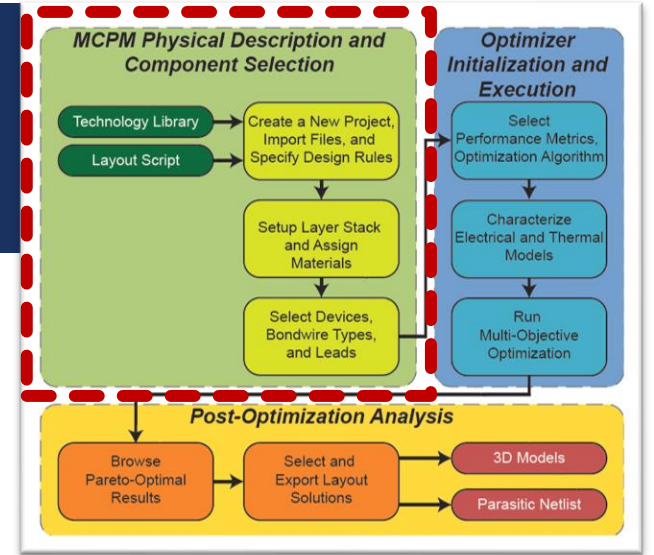 MCPM Physical Description and
Component Selection
Technology Library
Layout Script
Create a New Project,
Import Files, and
Specify Design Rules
Setup Layer Stack
and Assign
Materials
Select Devices,
Bondwire Types,
and Leads
Optimizer
Initialization and
Execution
Select
Performance Metrics,
Optimization Algorithm
Characterize
Electrical and Thermal
Models
Run
Multi-Objective
Optimization
Post-Optimization Analysis
Browse
Pareto-Optimal
Results
Select and
Export Layout
Solutions
3D Models
Parasitic Netlist